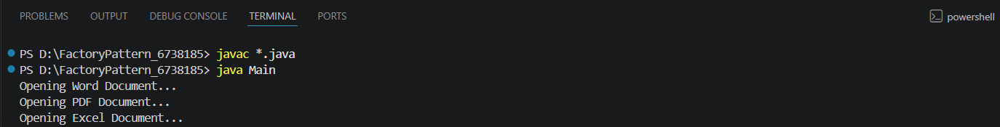 PROBLEMS OUTPUT DEBUG CONSOLE TERMINAL PORTS powershell
PS D:\FactoryPattern_6738185> javac *.java
PS D:\FactoryPattern_6738185> java Main
Opening Word Document...
Opening PDF Document...
Opening Excel Document...